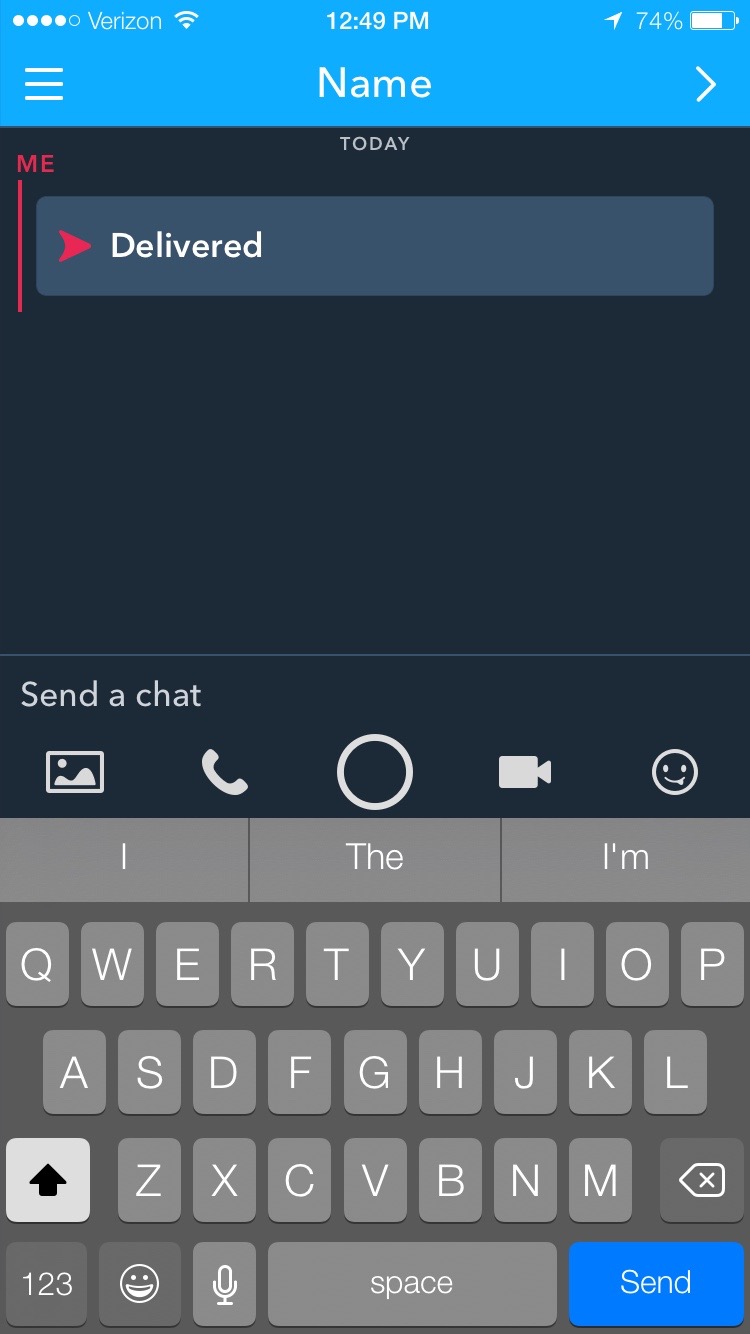 Verizon 12:49 PM 74%
Name
TODAY
ME
Delivered
Send a chat
I The I'm
Q W E R T Y U I O P
A S D F G H J K L
Z X C V B N M
123 space Send